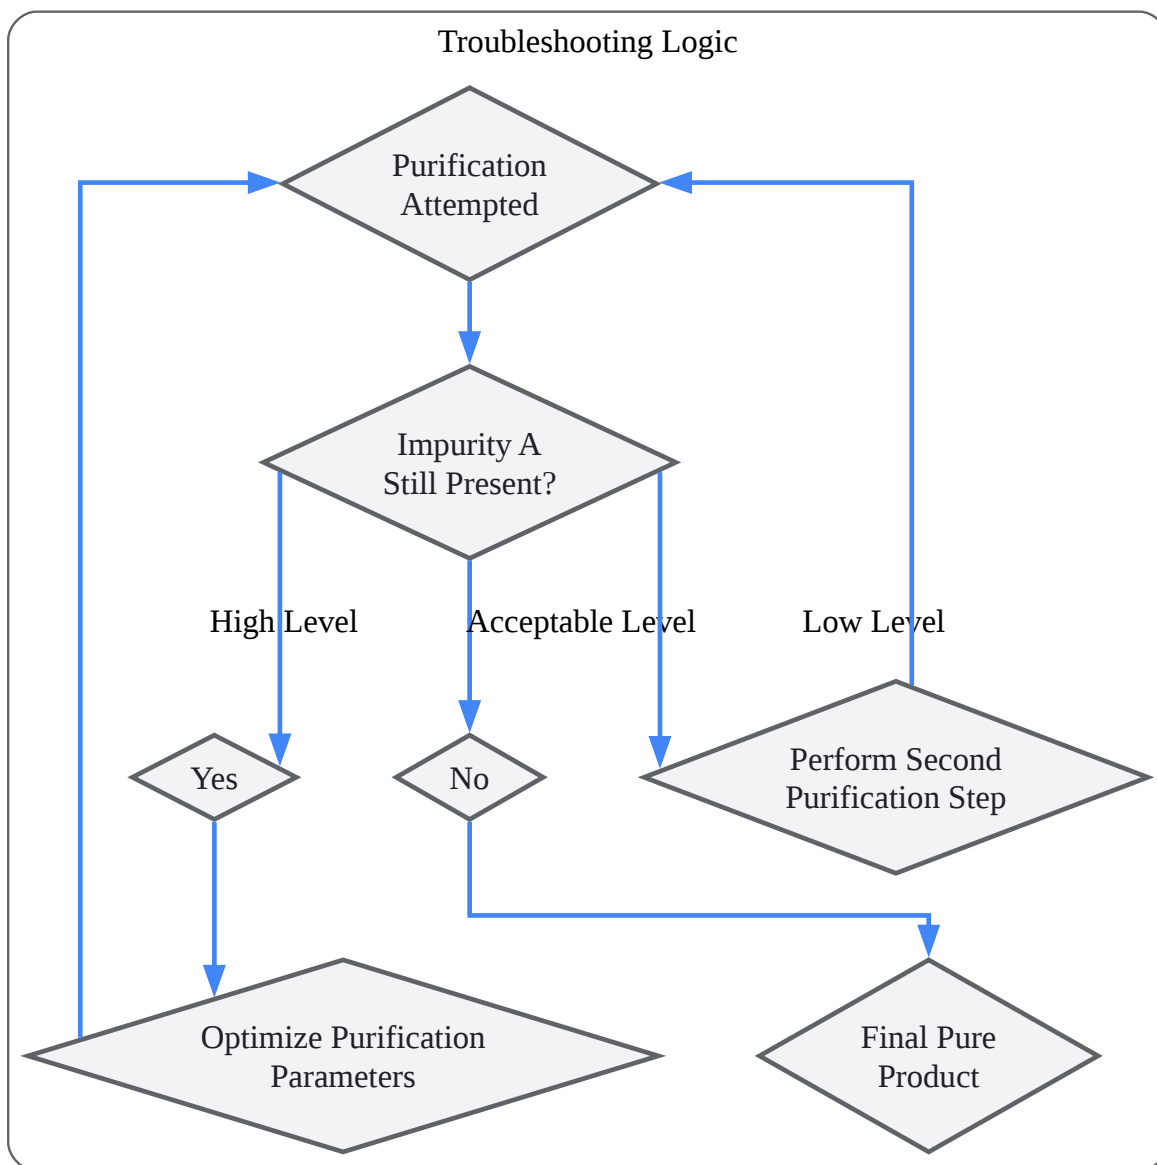 Troubleshooting Logic
Purification
Attempted
Impurity A
Still Present?
High Level
Acceptable Level
Low Level
Yes
No
Perform Second
Purification Step
Optimize Purification
Parameters
Final Pure
Product